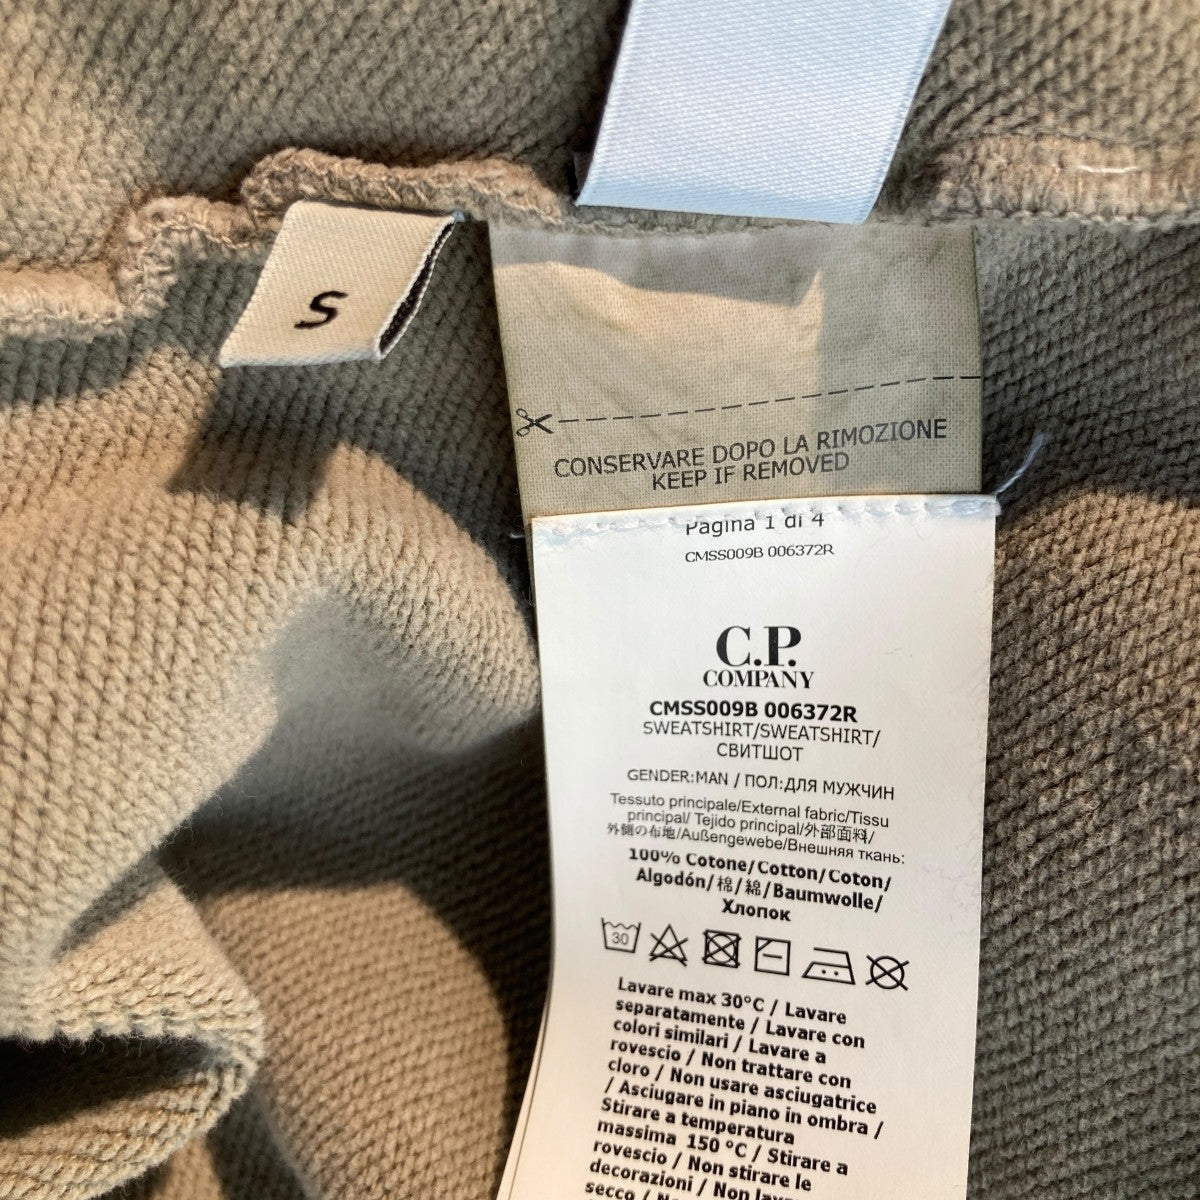 S
CONSERVARE DOPO LA RIMOZIONE
KEEP IF REMOVED
Pagina 1 di 4
CMSS009B 006372R
C.P.
COMPANY
CMSS009B 006372R
SWEATSHIRT/SWEATSHIRT/
СВИТШОТ
GENDER:MAN / ПОЛ:ДЛЯ МУЖЧИН
Tessuto principale/External fabric/Tissu
principal/ Tejido principal/外部面料/
外側の布地/Außengewebe/Внешняя ткань:
100% Cotone/Cotton/Coton/
Algodón/棉/綿/Baumwolle/
Хлопок
30
Lavare max 30°C / Lavare
separatamente / Lavare con
colori similari / Lavare a
rovescio / Non trattare con
cloro / Non usare asciugatrice
/ Asciugare in piano in ombra /
Stirare a temperatura
massima 150 °C / Stirare a
rovescio / Non stirare le
decorazioni / Non lavare a
secco / Non